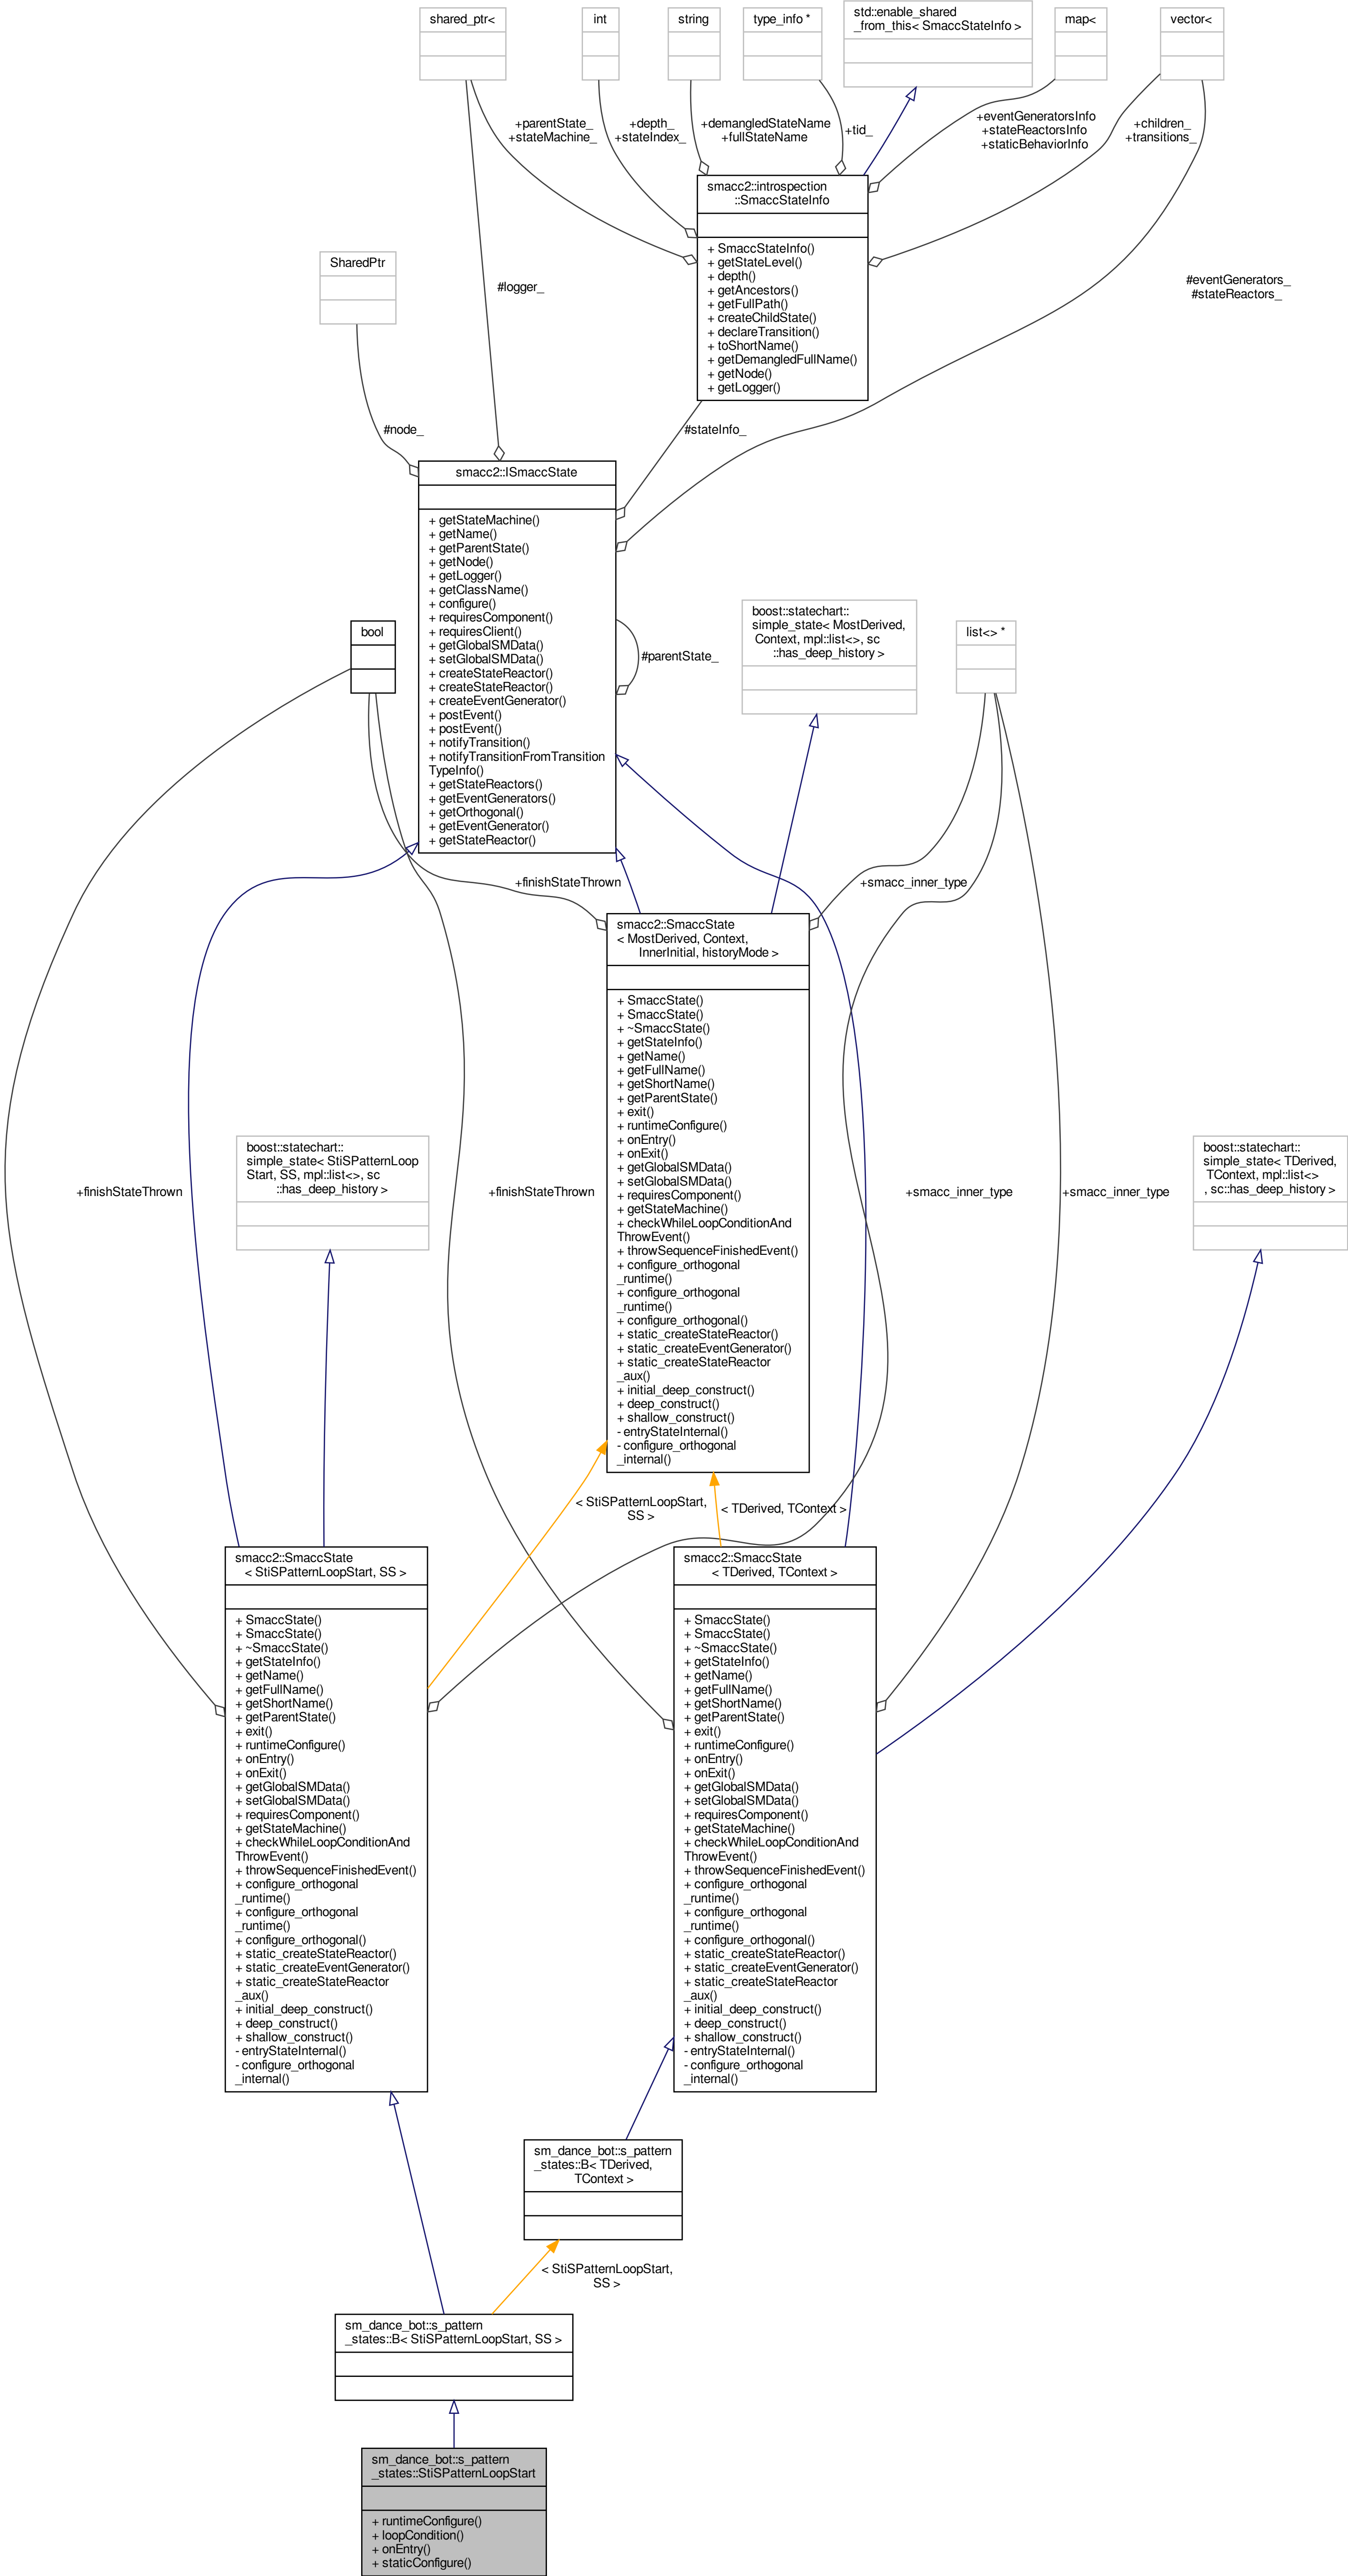 shared_ptr<
int
string
type_info *
std::enable_shared
_from_this< SmaccStateInfo >
map<
vector<
+parentState_
+stateMachine_
+depth_
+stateIndex_
+demangledStateName
+fullStateName
+tid_
+eventGeneratorsInfo
+stateReactorsInfo
+staticBehaviorInfo
+children_
+transitions_
smacc2::introspection
::SmaccStateInfo
+ SmaccStateInfo()
+ getStateLevel()
+ depth()
+ getAncestors()
+ getFullPath()
+ createChildState()
+ declareTransition()
+ toShortName()
+ getDemangledFullName()
+ getNode()
+ getLogger()
SharedPtr
#logger_
#eventGenerators_
#stateReactors_
#node_
#stateInfo_
smacc2::ISmaccState
+ getStateMachine()
+ getName()
+ getParentState()
+ getNode()
+ getLogger()
+ getClassName()
+ configure()
+ requiresComponent()
+ requiresClient()
+ getGlobalSMData()
+ setGlobalSMData()
+ createStateReactor()
+ createStateReactor()
+ createEventGenerator()
+ postEvent()
+ postEvent()
+ notifyTransition()
+ notifyTransitionFromTransition
TypeInfo()
+ getStateReactors()
+ getEventGenerators()
+ getOrthogonal()
+ getEventGenerator()
+ getStateReactor()
#parentState_
bool
boost::statechart::
simple_state< MostDerived,
Context, mpl::list<>, sc
::has_deep_history >
list<> *
+finishStateThrown
+smacc_inner_type
smacc2::SmaccState
< MostDerived, Context,
InnerInitial, historyMode >
+ SmaccState()
+ SmaccState()
+ ~SmaccState()
+ getStateInfo()
+ getName()
+ getFullName()
+ getShortName()
+ getParentState()
+ exit()
+ runtimeConfigure()
+ onEntry()
+ onExit()
+ getGlobalSMData()
+ setGlobalSMData()
+ requiresComponent()
+ getStateMachine()
+ checkWhileLoopConditionAnd
ThrowEvent()
+ throwSequenceFinishedEvent()
+ configure_orthogonal
_runtime()
+ configure_orthogonal
_runtime()
+ configure_orthogonal()
+ static_createStateReactor()
+ static_createEventGenerator()
+ static_createStateReactor
_aux()
+ initial_deep_construct()
+ deep_construct()
+ shallow_construct()
- entryStateInternal()
- configure_orthogonal
_internal()
boost::statechart::
simple_state< StiSPatternLoop
Start, SS, mpl::list<>, sc
::has_deep_history >
boost::statechart::
simple_state< TDerived,
TContext, mpl::list<>
, sc::has_deep_history >
+finishStateThrown
+finishStateThrown
+smacc_inner_type
+smacc_inner_type
< StiSPatternLoopStart,
SS >
< TDerived, TContext >
smacc2::SmaccState
< StiSPatternLoopStart, SS >
+ SmaccState()
+ SmaccState()
+ ~SmaccState()
+ getStateInfo()
+ getName()
+ getFullName()
+ getShortName()
+ getParentState()
+ exit()
+ runtimeConfigure()
+ onEntry()
+ onExit()
+ getGlobalSMData()
+ setGlobalSMData()
+ requiresComponent()
+ getStateMachine()
+ checkWhileLoopConditionAnd
ThrowEvent()
+ throwSequenceFinishedEvent()
+ configure_orthogonal
_runtime()
+ configure_orthogonal
_runtime()
+ configure_orthogonal()
+ static_createStateReactor()
+ static_createEventGenerator()
+ static_createStateReactor
_aux()
+ initial_deep_construct()
+ deep_construct()
+ shallow_construct()
- entryStateInternal()
- configure_orthogonal
_internal()
smacc2::SmaccState
< TDerived, TContext >
+ SmaccState()
+ SmaccState()
+ ~SmaccState()
+ getStateInfo()
+ getName()
+ getFullName()
+ getShortName()
+ getParentState()
+ exit()
+ runtimeConfigure()
+ onEntry()
+ onExit()
+ getGlobalSMData()
+ setGlobalSMData()
+ requiresComponent()
+ getStateMachine()
+ checkWhileLoopConditionAnd
ThrowEvent()
+ throwSequenceFinishedEvent()
+ configure_orthogonal
_runtime()
+ configure_orthogonal
_runtime()
+ configure_orthogonal()
+ static_createStateReactor()
+ static_createEventGenerator()
+ static_createStateReactor
_aux()
+ initial_deep_construct()
+ deep_construct()
+ shallow_construct()
- entryStateInternal()
- configure_orthogonal
_internal()
sm_dance_bot::s_pattern
_states::B< TDerived,
TContext >
< StiSPatternLoopStart,
SS >
sm_dance_bot::s_pattern
_states::B< StiSPatternLoopStart, SS >
sm_dance_bot::s_pattern
_states::StiSPatternLoopStart
+ runtimeConfigure()
+ loopCondition()
+ onEntry()
+ staticConfigure()